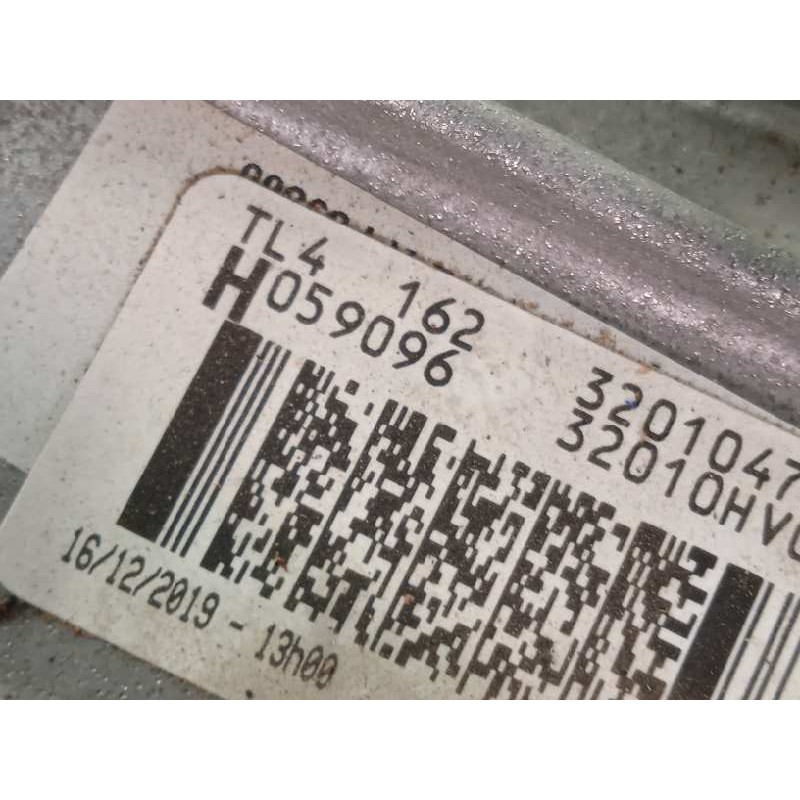 TL4 162 3201047
H059096 32010HV
16/12/2019 - 13h00